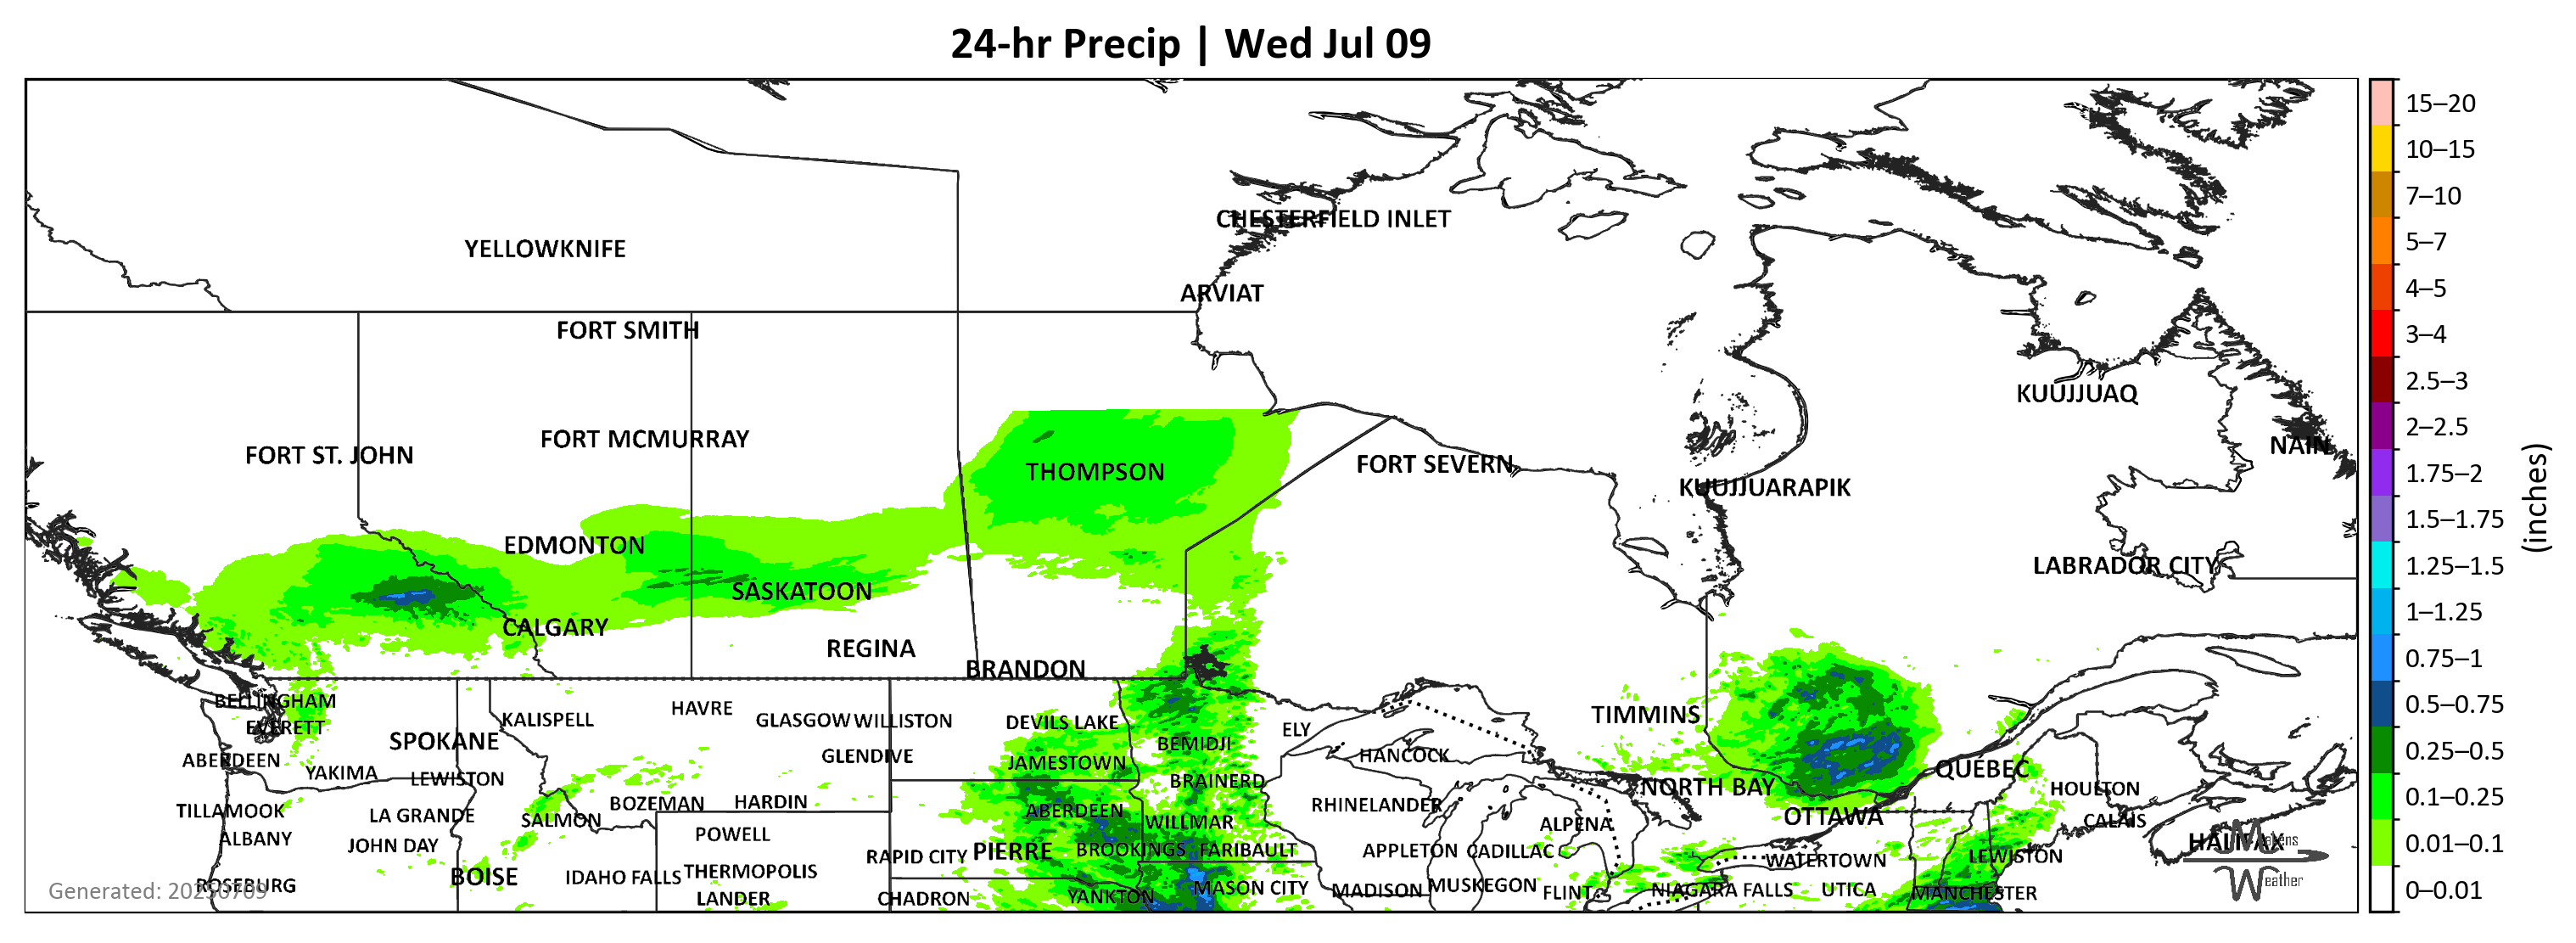 24-hr Precip | Wed Jul 09
15–20
10–15
7–10
5–7
4–5
3–4
2.5–3
2–2.5
1.75–2
1.5–1.75
1.25–1.5
1–1.25
0.75–1
0.5–0.75
0.25–0.5
0.1–0.25
0.01–0.1
0–0.01
(inches)
CHESTERFIELD INLET
YELLOWKNIFE
ARVIAT
FORT SMITH
KUUJJUAQ
FORT MCMURRAY
NAIN
FORT ST. JOHN
FORT SEVERN
THOMPSON
KUUJJUARAPIK
EDMONTON
LABRADOR CITY
SASKATOON
CALGARY
REGINA
BRANDON
BELLINGHAM
HAVRE
TIMMINS
KALISPELL
GLASGOW WILLISTON
DEVILS LAKE
EVERETT
ELY
SPOKANE
BEMIDJI
GLENDIVE
HANCOCK
ABERDEEN
JAMESTOWN
QUÉBEC
YAKIMA
LEWISTON
BRAINERD
NORTH BAY
HOULTON
BOZEMAN
HARDIN
RHINELANDER
TILLAMOOK
LA GRANDE
SALMON
ABERDEEN
WILLMAR
ALPENA
OTTAWA
CALAIS
ALBANY
POWELL
HALIFAX
JOHN DAY
BROOKINGS FARIBAULT
APPLETON CADILLAC
RAPID CITY PIERRE
WATERTOWN
LEWISTON
BOISE
IDAHO FALLS THERMOPOLIS
ROSEBURG
MASON CITY
MADISON MUSKEGON
FLINT
NIAGARA FALLS
UTICA
MANCHESTER
LANDER
CHADRON
YANKTON
Generated: 20250709
Weather